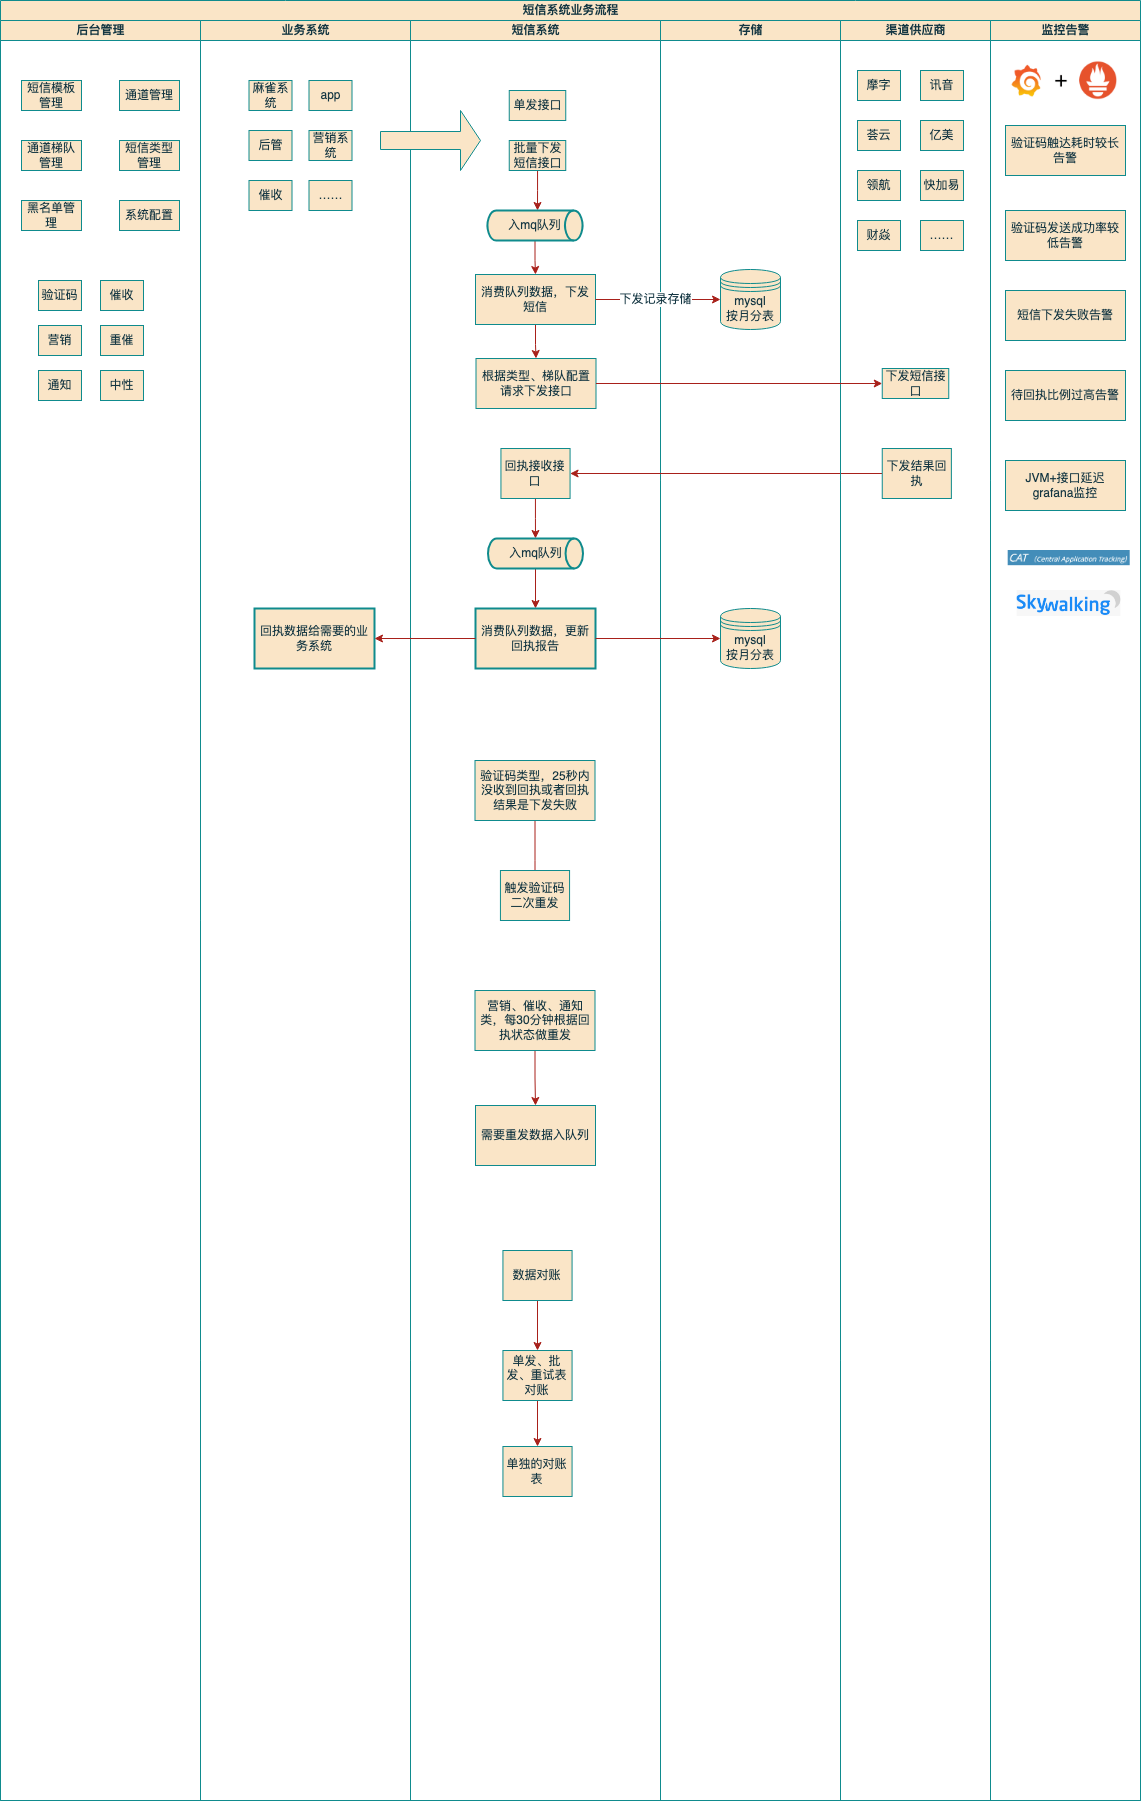 短信系统业务流程
后台管理
业务系统
短信系统
存储
渠道供应商
监控告警
短信模板
管理
通道管理
通道梯队
管理
短信类型
管理
黑名单管
理
系统配置
验证码
催收
营销
重催
通知
中性
麻雀系
统
app
后管
营销系
统
催收
……
单发接口
批量下发
短信接口
入mq队列
消费队列数据，下发
短信
下发记录存储
mysql
按月分表
根据类型、梯队配置
请求下发接口
下发短信接
口
回执接收接
口
下发结果回
执
入mq队列
回执数据给需要的业
务系统
消费队列数据，更新
回执报告
mysql
按月分表
验证码类型，25秒内
没收到回执或者回执
结果是下发失败
触发验证码
二次重发
营销、催收、通知
类，每30分钟根据回
执状态做重发
需要重发数据入队列
数据对账
单发、批
发、重试表
对账
单独的对账
表
摩字
讯音
荟云
亿美
领航
快加易
财焱
……
+
验证码触达耗时较长
告警
验证码发送成功率较
低告警
短信下发失败告警
待回执比例过高告警
JVM+接口延迟
grafana监控
CAT (Central Application Tracking)
Skywalking